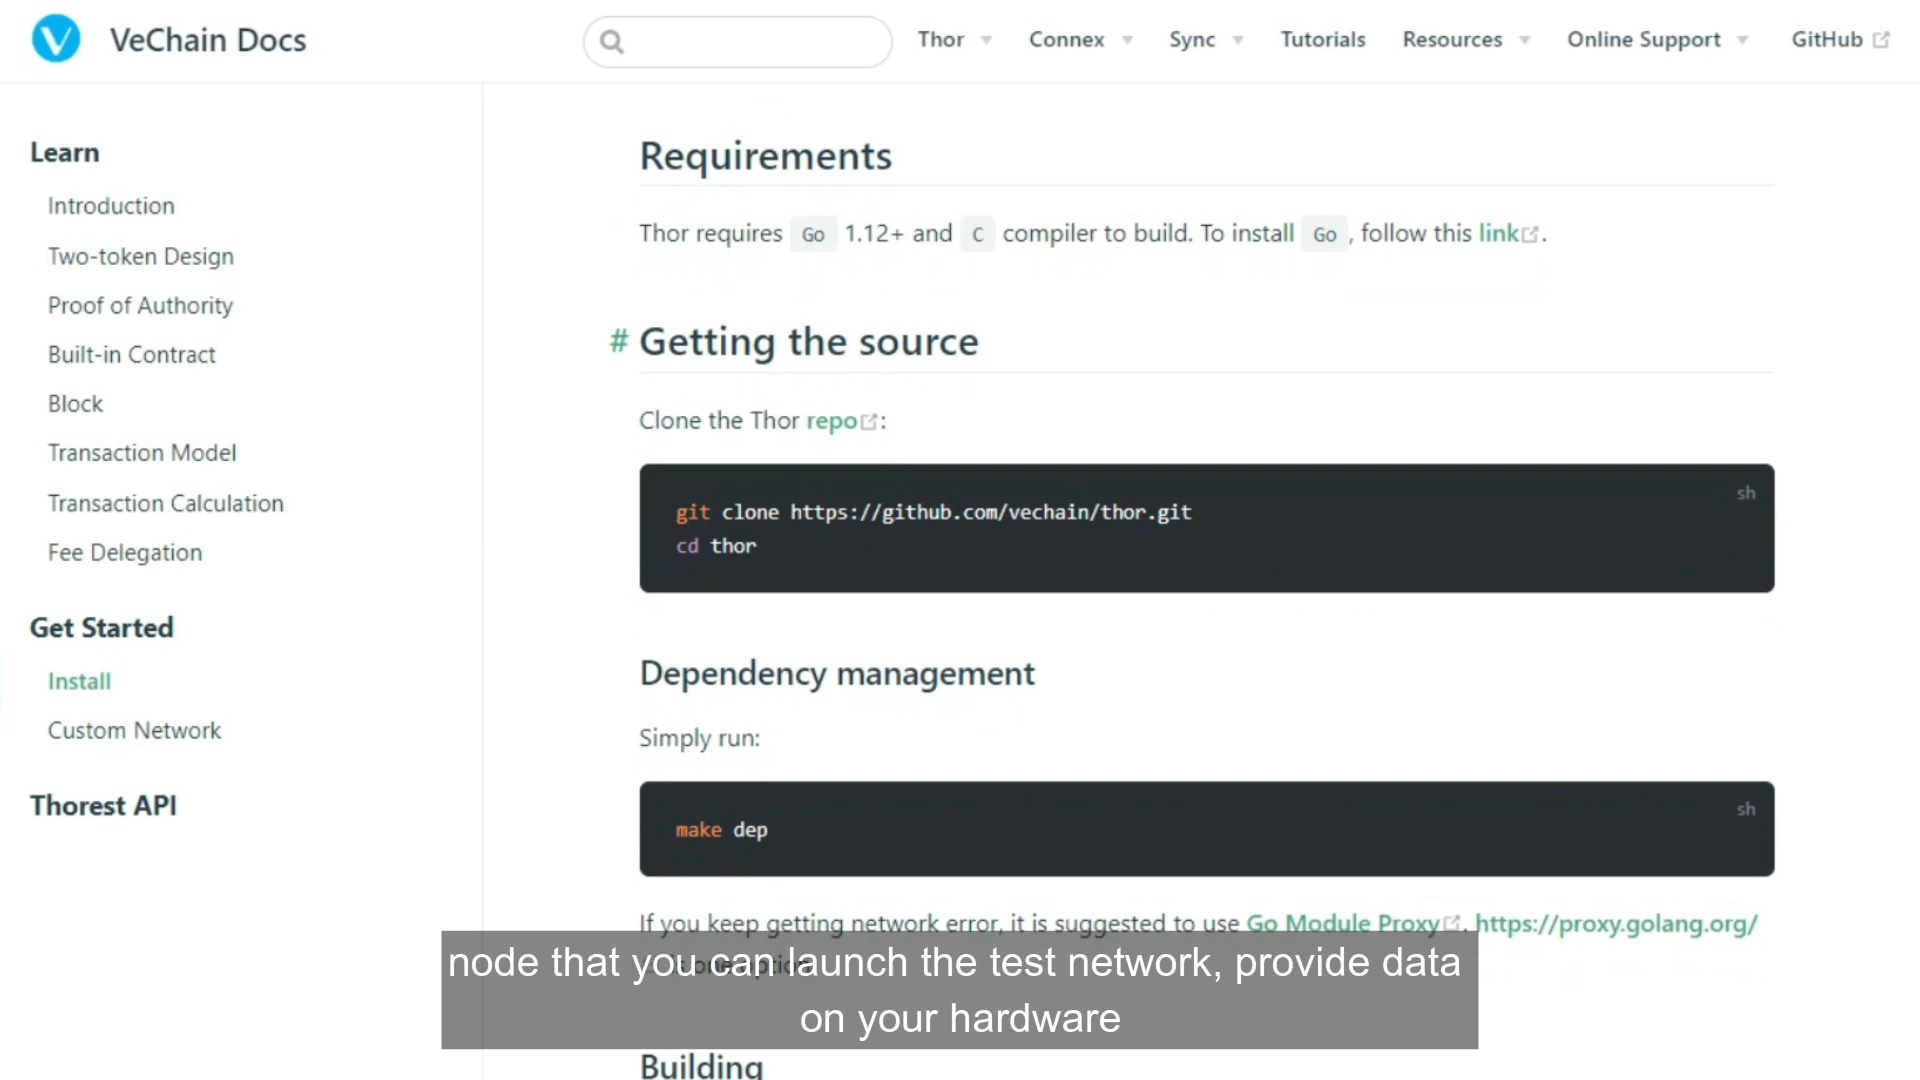 VeChain Docs
Thor
Connex
Sync
Tutorials
Resources
Online Support
GitHub
Learn
Introduction
Two-token Design
Proof of Authority
Built-in Contract
Block
Transaction Model
Transaction Calculation
Fee Delegation
Get Started
Install
Custom Network
Thorest API
Requirements
Thor requires Go 1.12+ and C compiler to build. To install Go, follow this link.
# Getting the source
Clone the Thor repo:
sh
git clone https://github.com/vechain/thor.git
cd thor
Dependency management
Simply run:
sh
make dep
If you keep getting network error, it is suggested to use Go Module Proxy. https://proxy.golang.org/
node that you can launch the test network, provide data
on your hardware
Building